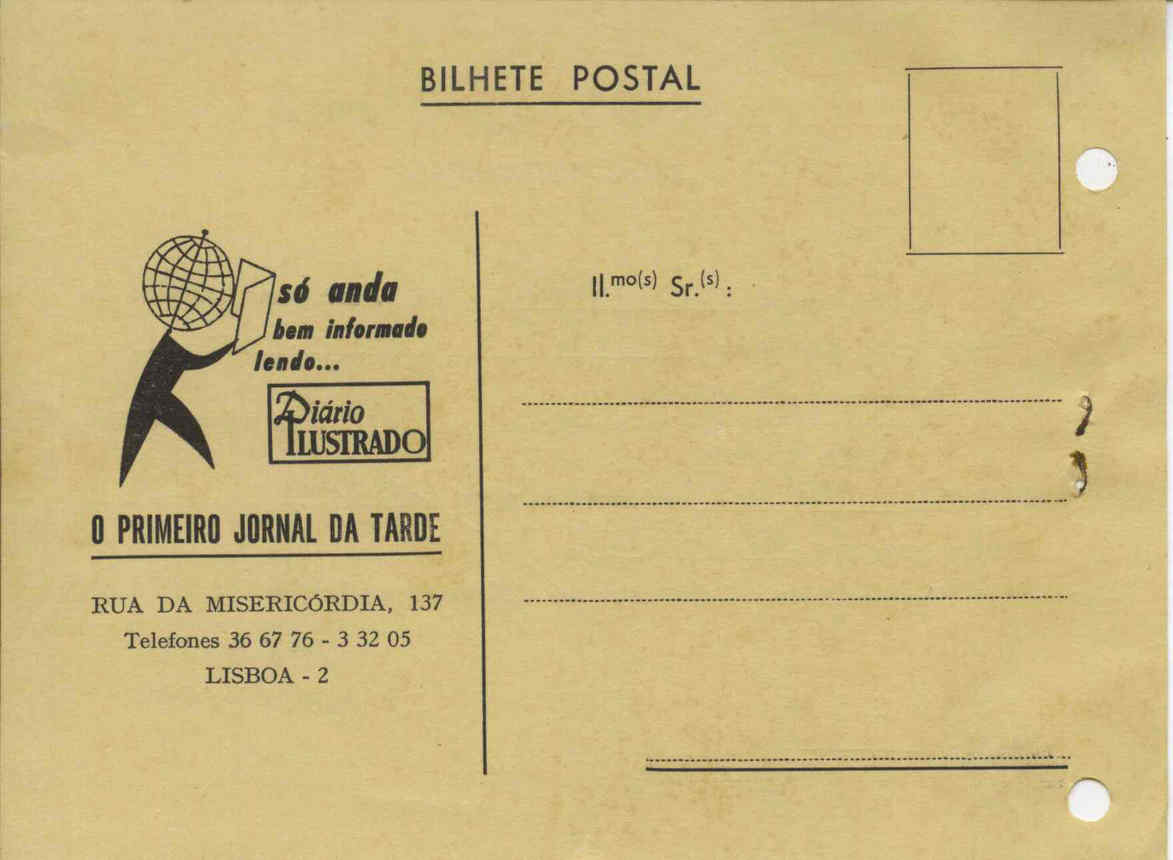 BILHETE POSTAL
só anda
bem informado
lendo...
Diário
ILUSTRADO
O PRIMEIRO JORNAL DA TARDE
RUA DA MISERICÓRDIA, 137
Telefones 36 67 76 - 3 32 05
LISBOA - 2
Il.mo(s) Sr.(s) :